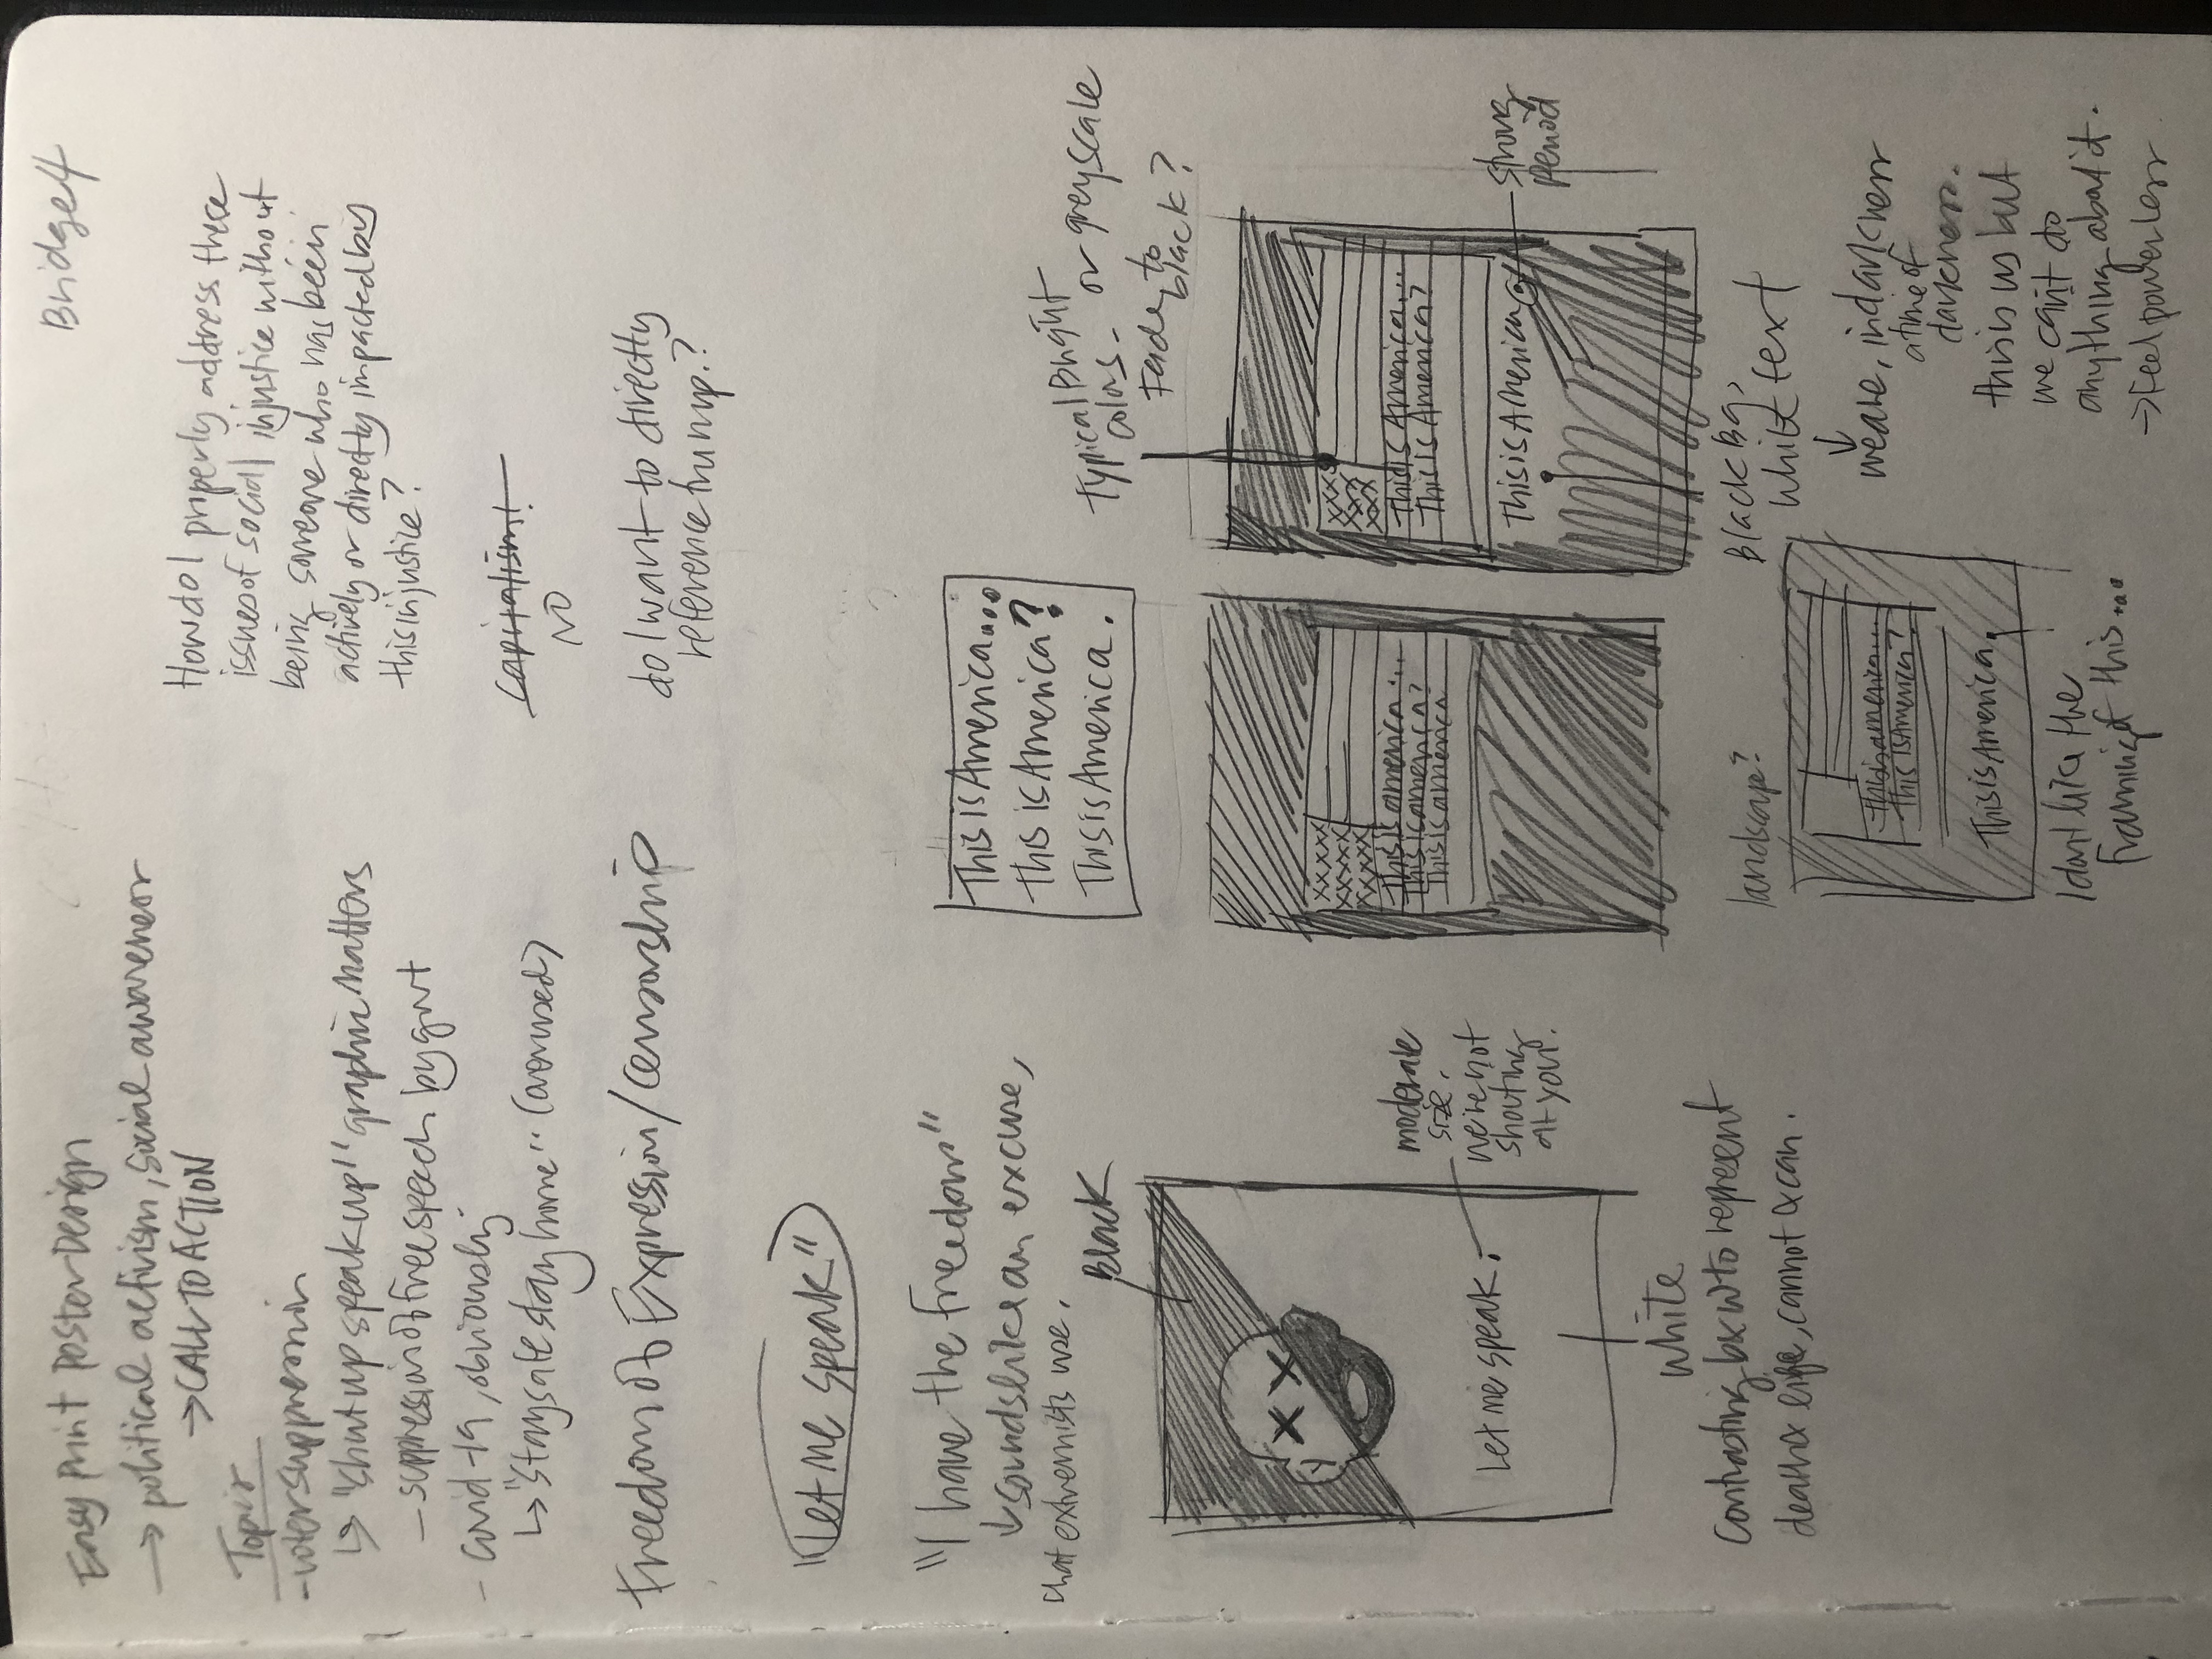 Easy Print Poster Design
→ political activism, social awareness
→ CALL TO ACTION
Topics
- voter suppression
↳ "shut up speak up" graphic matters
- suppression of free speech by govt
- Covid-19, obviously
↳ "stay safe stay home" (overused)
Freedom of Expression/Censorship
"Let me speak"
"I have the freedom"
↓ sounds like an excuse,
that extremists use.
Black
Let me speak.
moderate
size.
we're not
shouting
at you.
White
Contrasting b&w to represent
death & life, cannot & can.
Bridge 4
How do I properly address these
issues of social injustice without
being someone who has been
actively or directly impacted by
this injustice?
Capitalism!
NO
do I want to directly
reference trump.?
This is America...
This is America?
This is America.
Typical Bright
colors -
or greyscale
Fade to
black?
XXXXX
XXXXX
XXXXX
This is america...
This is america?
This is america
XXX
XXX
XXX
This is America...
This is America?
This is America.
strong
period
landscape?
This is america...
This is America?
This is America.
I dont like the
framing of this...
Black Bg,
White text
↓
we are, in darkness
a time of
darkness.
this is us but
we can't do
anything about it.
→ Feel powerless